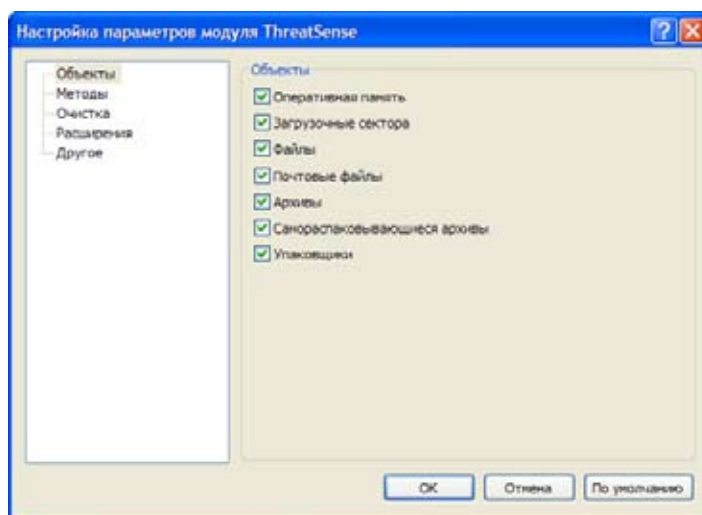 Настройка параметров модуля ThreatSense
Объекты
Методы
Очистка
Расширения
Другое
Объекты
Оперативная память
Загрузочные сектора
Файлы
Почтовые файлы
Архивы
Самораспаковывающиеся архивы
Упаковщики
ОК
Отмена
По умолчанию